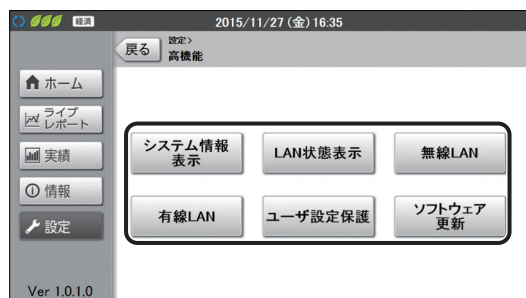 経済
2015/11/27 (金) 16:35
戻る
設定>
高機能
ホーム
ライブ
レポート
実績
情報
設定
Ver 1.0.1.0
システム情報
表示
LAN状態表示
無線LAN
有線LAN
ユーザ設定保護
ソフトウェア
更新